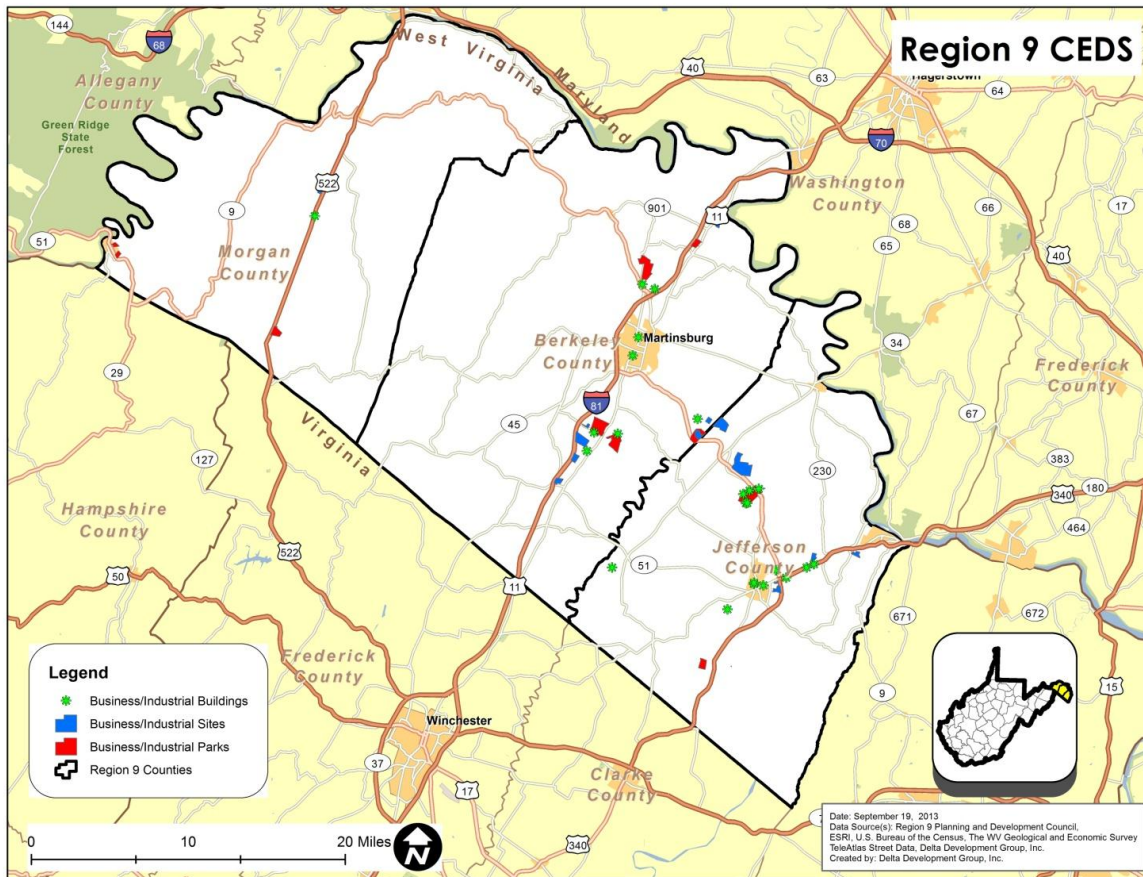 Region 9 CEDS
144
68
West Virginia
40
63
Hagerstown
64
Allegany
County
Maryland
Green Ridge
State
Forest
70
522
Washington
County
9
901
11
66
17
68
51
65
Morgan
County
40
Berkeley
County
Martinsburg
34
Frederick
County
29
67
81
45
Virginia
127
230
383
340
180
Hampshire
County
464
522
Jefferson
County
51
50
11
671
672
Legend
Business/Industrial Buildings
Business/Industrial Sites
Business/Industrial Parks
Region 9 Counties
Frederick
County
Winchester
9
15
37
17
Clarke
County
7
340
0
10
20 Miles
N
Date: September 19, 2013
Data Source(s): Region 9 Planning and Development Council,
ESRI, U.S. Bureau of the Census, The WV Geological and Economic Survey
TeleAtlas Street Data, Delta Development Group, Inc.
Created by: Delta Development Group, Inc.